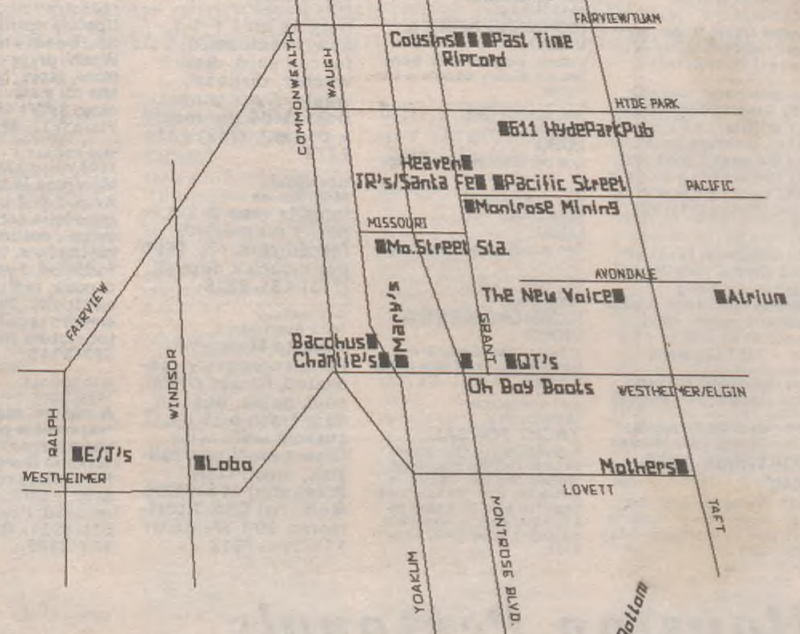 FAIRVIEW/TUAM
COMMONWEALTH
WAUGH
Cousins Past Time
Ripcord
HYDE PARK
611 HydeParkPub
Heaven
JR's/Santa Fe Pacific Street
PACIFIC
Montrose Mining
MISSOURI
Mo.Street Sta.
AVONDALE
The New Voice
Atrium
Mary's
GRANT
FAIRVIEW
Bacchus
Charlie's
QT's
WINDSOR
Oh Boy Boots
WESTHEIMER/ELGIN
RALPH
E/J's
Lobo
Mothers
WESTHEIMER
LOVETT
TAFT
MONTROSE BLVD.
YOAKUM
Bottom